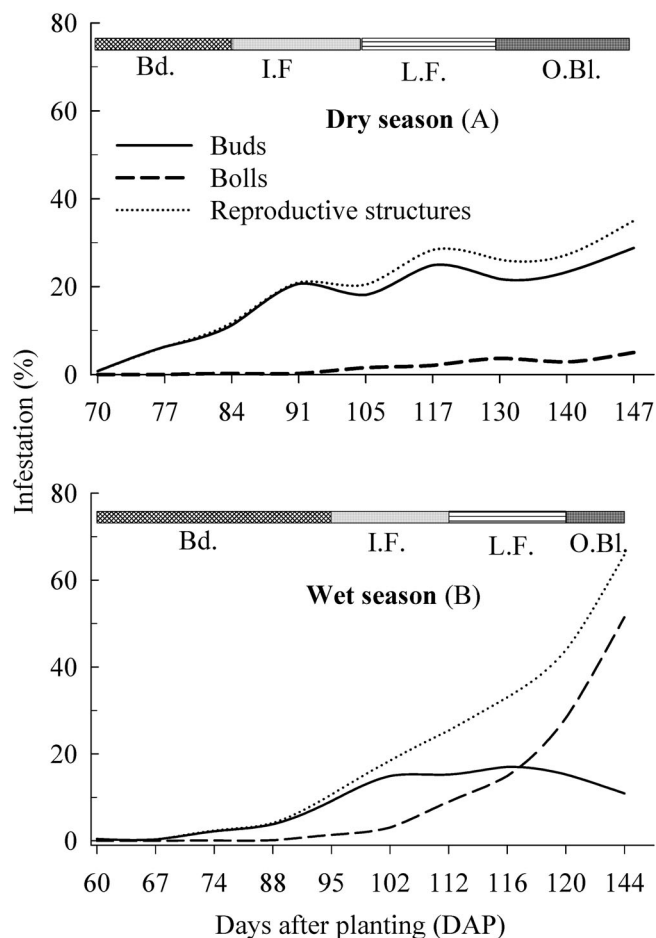 80
Bd. I.F L.F. O.Bl.
60
Dry season (A)
Buds
Bolls
40
Reproductive structures
20
0
70 77 84 91 105 117 130 140 147
Infestation (%)
80
Bd. I.F. L.F. O.Bl.
60
Wet season (B)
40
20
0
60 67 74 88 95 102 112 116 120 144
Days after planting (DAP)